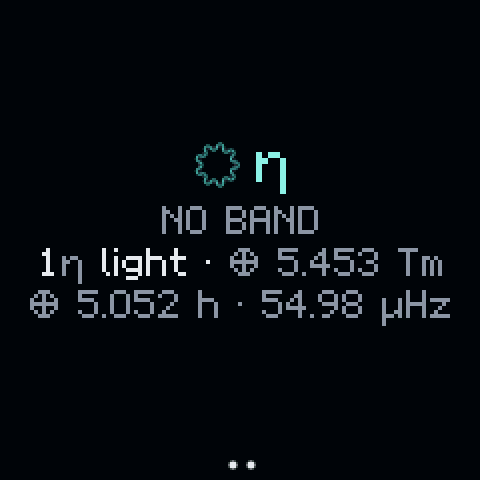 η
NO BAND
1η light · ⊕ 5.453 Tm
⊕ 5.052 h · 54.98 µHz